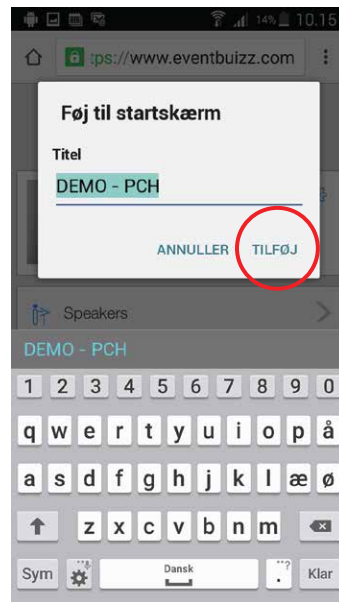 14% 10.15
:ps://www.eventbuizz.com
Føj til startskærm
Titel
DEMO - PCH
ANNULLER TILFØJ
Speakers
DEMO - PCH
1 2 3 4 5 6 7 8 9 0
q w e r t y u i o p å
a s d f g h j k l æ ø
z x c v b n m
Sym Dansk . ? Klar